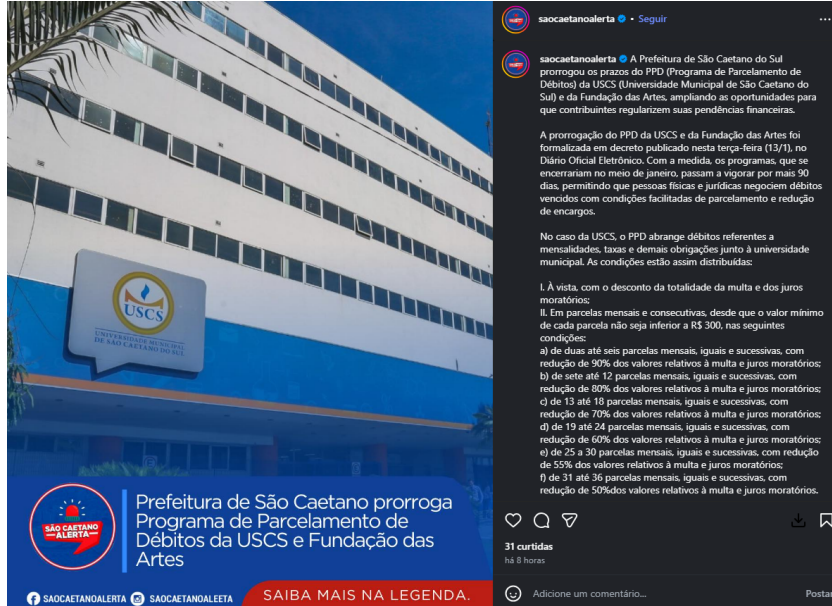 USCS
UNIVERSIDADE MUNICIPAL
DE SÃO CAETANO DO SUL
SÃO CAETANO
ALERTA
Prefeitura de São Caetano prorroga
Programa de Parcelamento de
Débitos da USCS e Fundação das
Artes
SAOCAETANOALERTA SAOCAETANOALEETA
SAIBA MAIS NA LEGENDA.
saocaetanoalerta • Seguir
saocaetanoalerta A Prefeitura de São Caetano do Sul
prorrogou os prazos do PPD (Programa de Parcelamento de
Débitos) da USCS (Universidade Municipal de São Caetano do
Sul) e da Fundação das Artes, ampliando as oportunidades para
que contribuintes regularizem suas pendências financeiras.
A prorrogação do PPD da USCS e da Fundação das Artes foi
formalizada em decreto publicado nesta terça-feira (13/1), no
Diário Oficial Eletrônico. Com a medida, os programas, que se
encerrariam no meio de janeiro, passam a vigorar por mais 90
dias, permitindo que pessoas físicas e jurídicas negociem débitos
vencidos com condições facilitadas de parcelamento e redução
de encargos.
No caso da USCS, o PPD abrange débitos referentes a
mensalidades, taxas e demais obrigações junto à universidade
municipal. As condições estão assim distribuídas:
I. À vista, com o desconto da totalidade da multa e dos juros
moratórios;
II. Em parcelas mensais e consecutivas, desde que o valor mínimo
de cada parcela não seja inferior a R$ 300, nas seguintes
condições:
a) de duas até seis parcelas mensais, iguais e sucessivas, com
redução de 90% dos valores relativos à multa e juros moratórios;
b) de sete até 12 parcelas mensais, iguais e sucessivas, com
redução de 80% dos valores relativos à multa e juros moratórios;
c) de 13 até 18 parcelas mensais, iguais e sucessivas, com
redução de 70% dos valores relativos à multa e juros moratórios;
d) de 19 até 24 parcelas mensais, iguais e sucessivas, com
redução de 60% dos valores relativos à multa e juros moratórios;
e) de 25 a 30 parcelas mensais, iguais e sucessivas, com redução
de 55% dos valores relativos à multa e juros moratórios;
f) de 31 até 36 parcelas mensais, iguais e sucessivas, com
redução de 50%dos valores relativos à multa e juros moratórios.
31 curtidas
há 8 horas
Adicione um comentário...
Postar